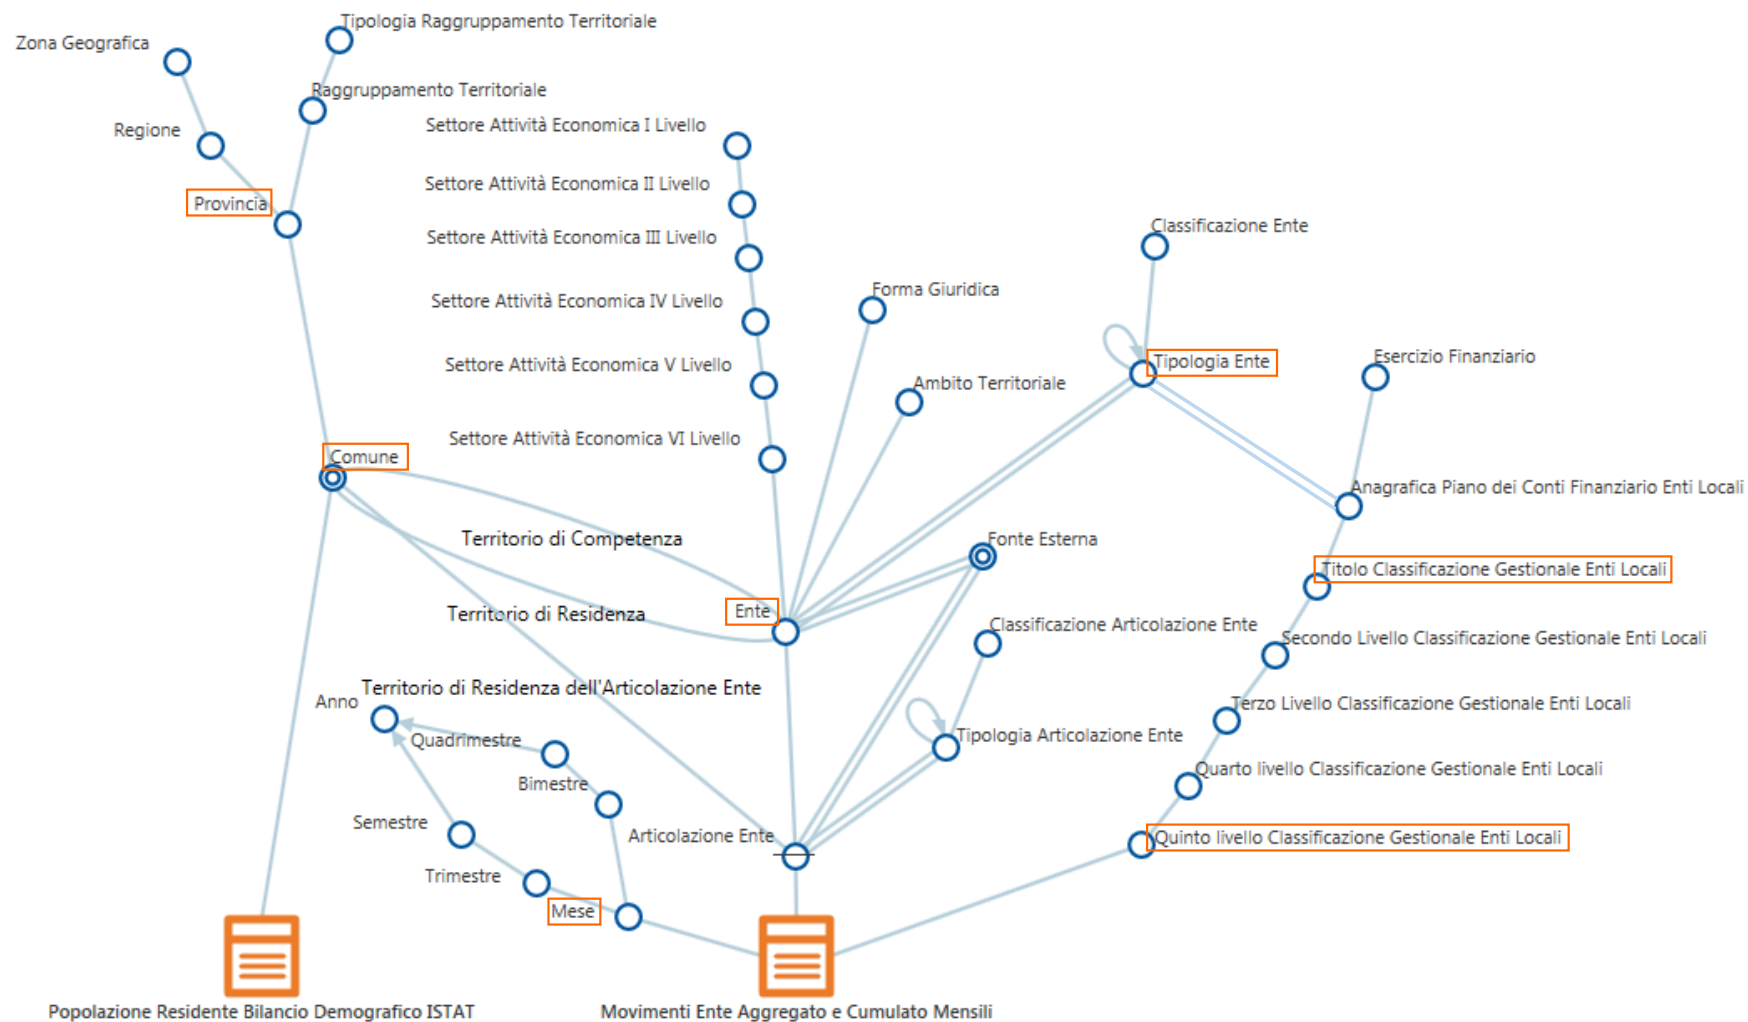 Tipologia Raggruppamento Territoriale
Zona Geografica
Raggruppamento Territoriale
Settore Attività Economica I Livello
Regione
Settore Attività Economica II Livello
Provincia
Classificazione Ente
Settore Attività Economica III Livello
Forma Giuridica
Settore Attività Economica IV Livello
Esercizio Finanziario
Tipologia Ente
Settore Attività Economica V Livello
Ambito Territoriale
Settore Attività Economica VI Livello
Comune
Anagrafica Piano dei Conti Finanziario Enti Locali
Territorio di Competenza
Fonte Esterna
Titolo Classificazione Gestionale Enti Locali
Territorio di Residenza
Ente
Classificazione Articolazione Ente
Secondo Livello Classificazione Gestionale Enti Locali
Territorio di Residenza dell'Articolazione Ente
Anno
Terzo Livello Classificazione Gestionale Enti Locali
Quadrimestre
Tipologia Articolazione Ente
Quarto livello Classificazione Gestionale Enti Locali
Bimestre
Semestre
Articolazione Ente
Quinto livello Classificazione Gestionale Enti Locali
Trimestre
Mese
Popolazione Residente Bilancio Demografico ISTAT
Movimenti Ente Aggregato e Cumulato Mensili